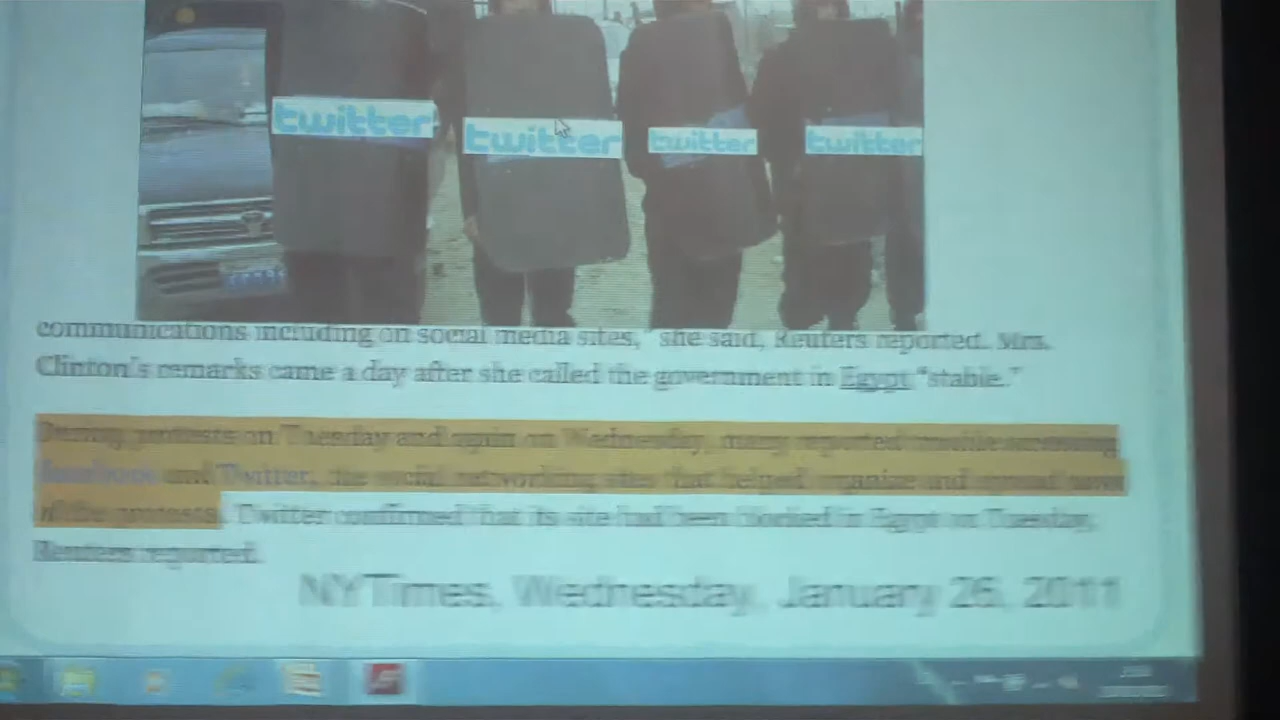 twitter twitter twitter twitter
communications including on social media sites," she said, Reuters reported. Mrs.
Clinton's remarks came a day after she called the government in Egypt "stable."
During protests on Tuesday and again on Wednesday, many reported trouble accessing
Facebook and Twitter, the social networking sites that helped organize and spread news
of the protests. Twitter confirmed that its site had been blocked in Egypt on Tuesday,
Reuters reported.
NYTimes, Wednesday, January 26, 2011